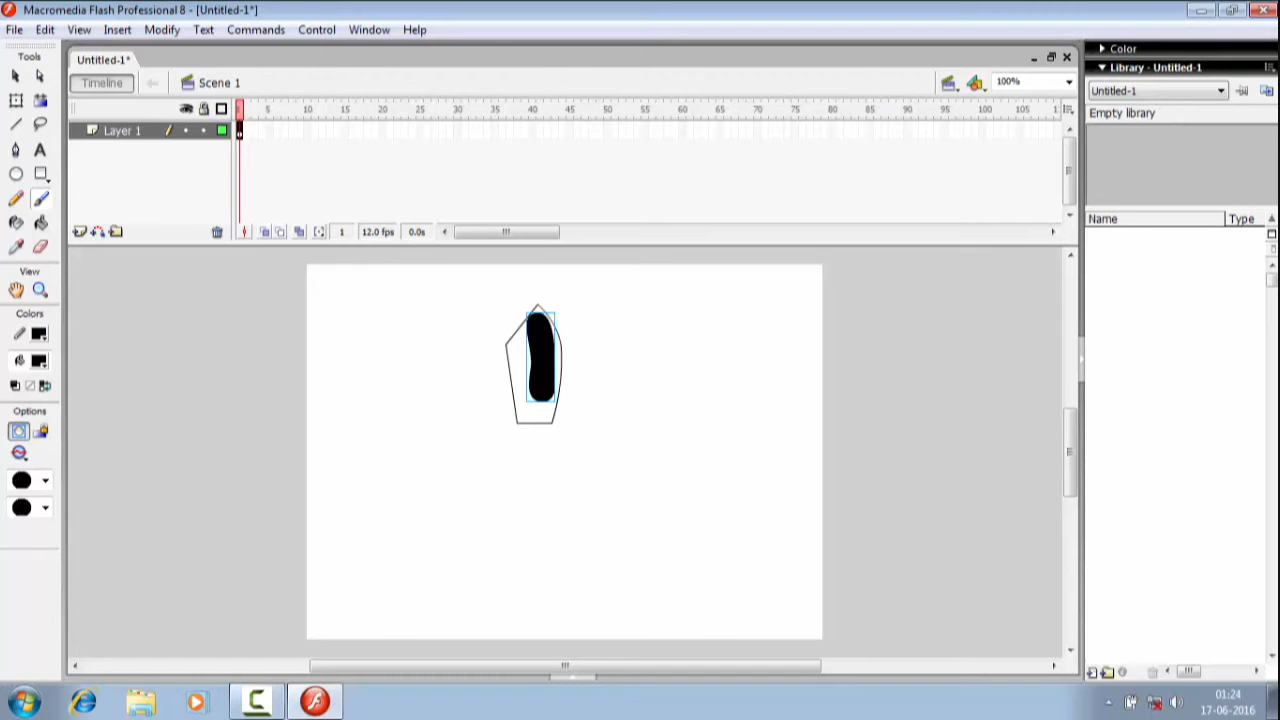 Macromedia Flash Professional 8 - [Untitled-1*]
File Edit View Insert Modify Text Commands Control Window Help
Tools
Untitled-1*
Color
Library - Untitled-1
Timeline
Scene 1
100%
Untitled-1
1 5 10 15 20 25 30 35 40 45 50 55 60 65 70 75 80 85 90 95 100 105 1
Empty library
Layer 1
Name Type
1 12.0 fps 0.0s
View
Colors
Options
01:24
17-06-2016